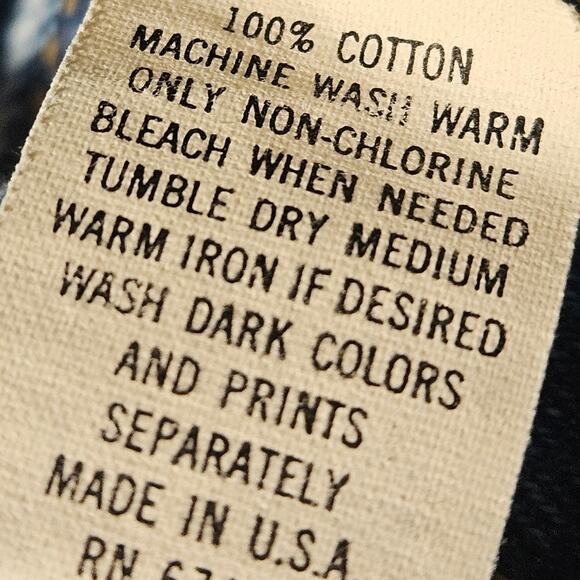 100% COTTON
MACHINE WASH WARM
ONLY NON-CHLORINE
BLEACH WHEN NEEDED
TUMBLE DRY MEDIUM
WARM IRON IF DESIRED
WASH DARK COLORS
AND PRINTS
SEPARATELY
MADE IN U.S.A.
RN